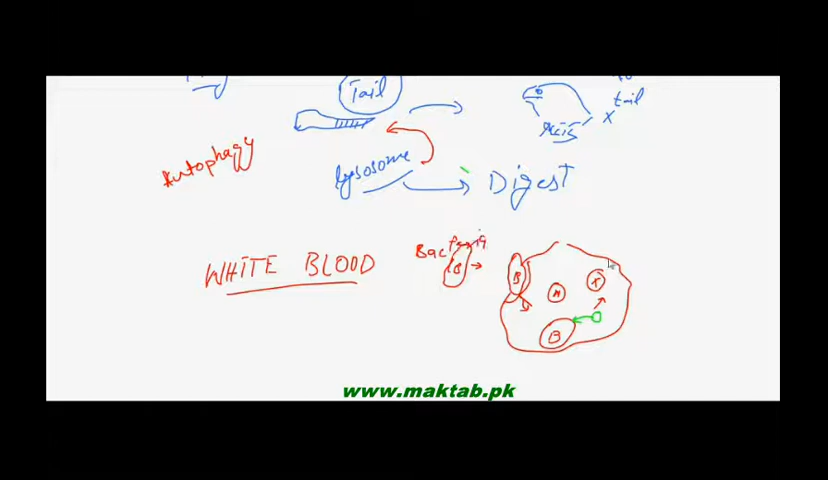 Tail
tail
x
Autophagy
lysosome
Digest
WHITE BLOOD
Bacteria
B
B
B
www.maktab.pk